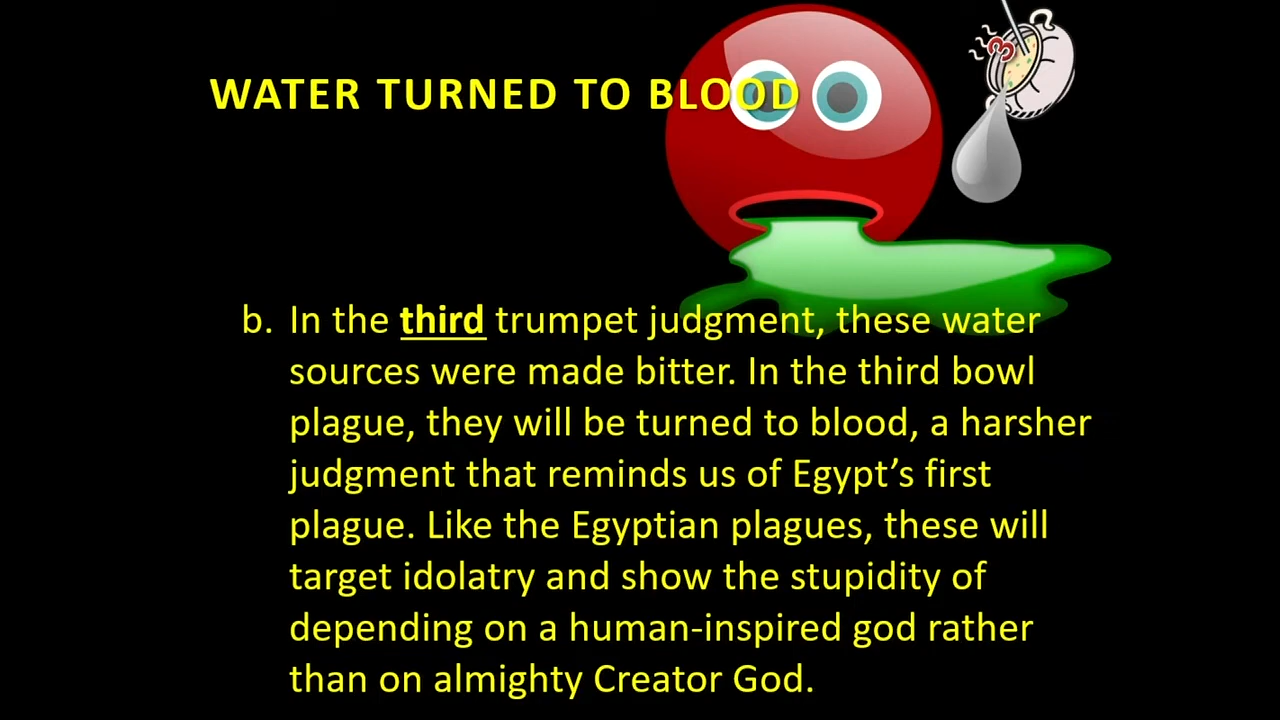 WATER TURNED TO BLOOD
3
b. In the third trumpet judgment, these water
sources were made bitter. In the third bowl
plague, they will be turned to blood, a harsher
judgment that reminds us of Egypt’s first
plague. Like the Egyptian plagues, these will
target idolatry and show the stupidity of
depending on a human-inspired god rather
than on almighty Creator God.